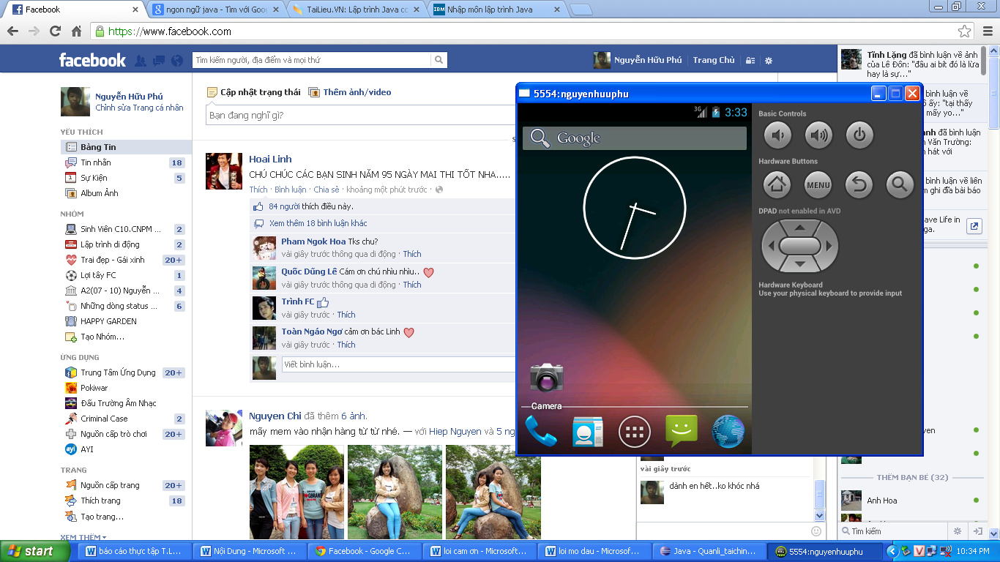 Facebook
ngon ngữ java - Tìm với Goo
TaiLieu.VN: Lập trình Java cơ
IBM Nhập môn lập trình Java
https://www.facebook.com
facebook
Tìm kiếm người, địa điểm và mọi thứ
Nguyễn Hữu Phú
Trang Chủ
Nguyễn Hữu Phú
Chỉnh sửa Trang cá nhân
YÊU THÍCH
Bảng Tin
Tin nhắn 18
Sự Kiện 5
Album Ảnh
NHÓM
Sinh Viên C10.CNPM ... 2
Lập trình di động 2
Trai đẹp - Gái xinh 20+
Lợi tây FC 1
A2(07 - 10) Nguyễn ... 4
Những dòng status ... 6
HAPPY GARDEN
Tạo Nhóm...
ỨNG DỤNG
Trung Tâm Ứng Dụng 20+
Pokiwar
Đấu Trường Âm Nhạc
Criminal Case 2
Nguồn cấp trò chơi 20+
AYI
TRANG
Nguồn cấp trang 20+
Thích trang 18
Tạo trang...
XEM THÊM
Cập nhật trạng thái Thêm ảnh/video
Bạn đang nghĩ gì?
Hoai Linh
CHÚ CHÚC CÁC BẠN SINH NĂM 95 NGÀY MAI THI TỐT NHA.....
Thích · Bình luận · Chia sẻ · khoảng một phút trước ·
84 người thích điều này.
Xem thêm 18 bình luận khác
Pham Ngok Hoa Tks chu?
vài giây trước thông qua di động · Thích
Quốc Dũng Lê Cám ơn chú nhìu nhìu..
vài giây trước thông qua di động · Thích
Trình FC
vài giây trước · Thích
Toàn Ngáo Ngơ cảm ơn bác Linh
vài giây trước · Thích
Viết bình luận...
Nguyen Chi đã thêm 6 ảnh.
mấy mem vào nhận hàng từ từ nhé. — với Hiep Nguyen và 5 ng
5554:nguyenhuuphu
3G 3:33
Google
Camera
Basic Controls
Hardware Buttons
MENU
DPAD not enabled in AVD
Hardware Keyboard
Use your physical keyboard to provide input
Tĩnh Lặng đã bình luận về ảnh
của Lê Đôn: "đâu ai bít đó là lừa
hay là sự..."
bình luận về
ô ấy: "tại thấy
mấy yo..."
anh đã bình luận
Văn Trường:
hát với
bình luận về liên
ghi đĩa bài báo
ave Life in
ga.
yen
THÊM BẠN BÈ (32)
Anh Hoa
Tìm kiếm
vài giây trước
dành en hết..ko khóc nhá
start
báo cáo thực tập T.L...
Nội Dung - Microsoft ...
Facebook - Google C...
loi cam on - Microsoft...
loi mo dau - Microsof...
Java - Quanli_taichin...
5554:nguyenhuuphu
10:34 PM